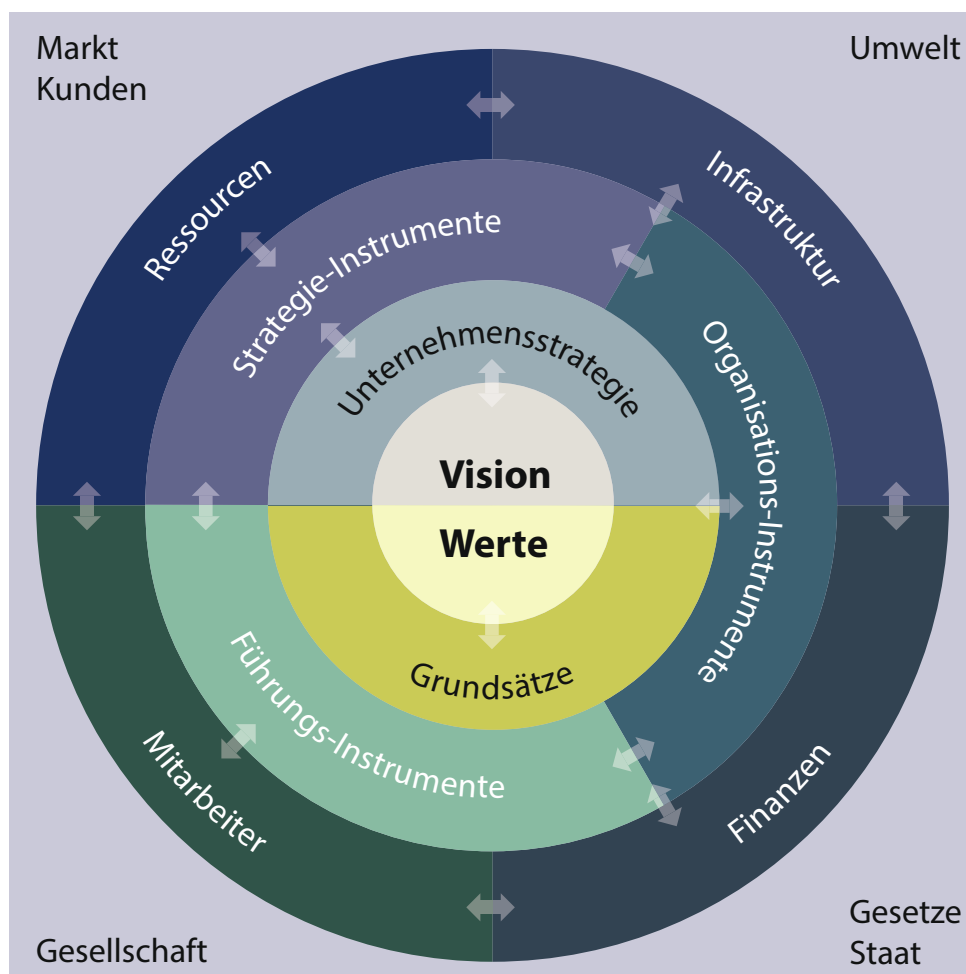 Markt
Kunden
Umwelt
Ressourcen
Infrastruktur
Strategie-Instrumente
Unternehmensstrategie
Organisations-Instrumente
Vision
Werte
Grundsätze
Führungs-Instrumente
Mitarbeiter
Finanzen
Gesellschaft
Gesetze
Staat